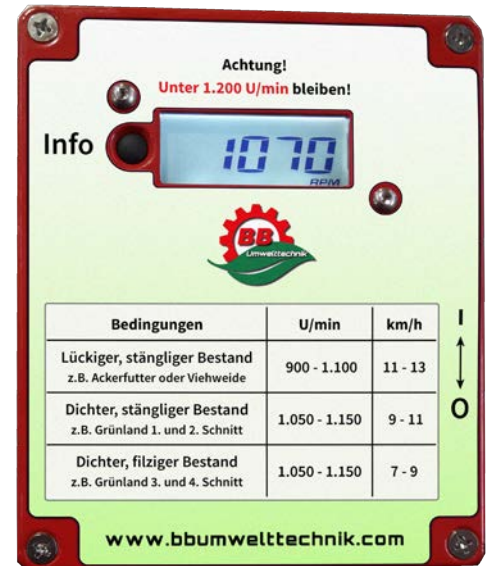 Achtung!
Unter 1.200 U/min bleiben!
Info
1070
RPM
BB
Umwelttechnik
Bedingungen U/min km/h
Lückiger, stängliger Bestand
z.B. Ackerfutter oder Viehweide
900 - 1.100 11 - 13
Dichter, stängliger Bestand
z.B. Grünland 1. und 2. Schnitt
1.050 - 1.150 9 - 11
Dichter, filziger Bestand
z.B. Grünland 3. und 4. Schnitt
1.050 - 1.150 7 - 9
I
O
www.bbumwelttechnik.com